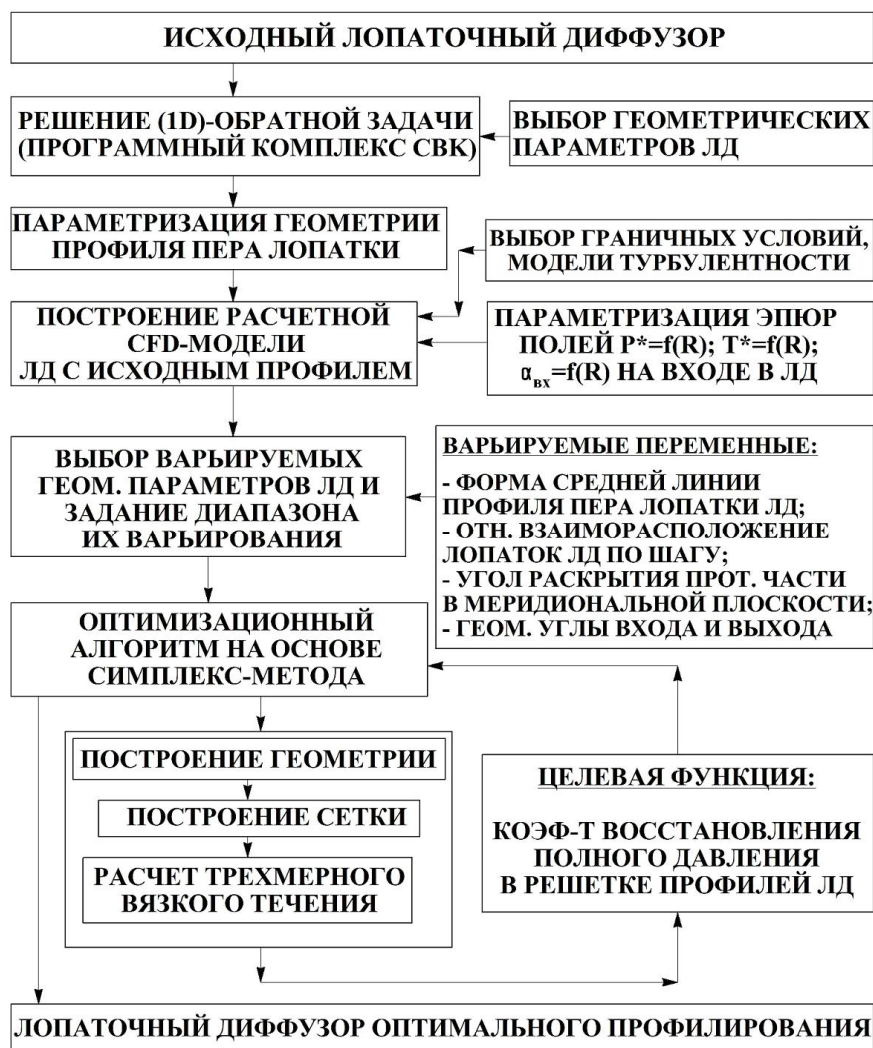 ИСХОДНЫЙ ЛОПАТОЧНЫЙ ДИФФУЗОР
РЕШЕНИЕ (1D)-ОБРАТНОЙ ЗАДАЧИ
(ПРОГРАММНЫЙ КОМПЛЕКС СВК)
ВЫБОР ГЕОМЕТРИЧЕСКИХ
ПАРАМЕТРОВ ЛД
ПАРАМЕТРИЗАЦИЯ ГЕОМЕТРИИ
ПРОФИЛЯ ПЕРА ЛОПАТКИ
ВЫБОР ГРАНИЧНЫХ УСЛОВИЙ,
МОДЕЛИ ТУРБУЛЕНТНОСТИ
ПОСТРОЕНИЕ РАСЧЕТНОЙ
CFD-МОДЕЛИ
ЛД С ИСХОДНЫМ ПРОФИЛЕМ
ПАРАМЕТРИЗАЦИЯ ЭПЮР
ПОЛЕЙ P*=f(R); T*=f(R);
αвх=f(R) НА ВХОДЕ В ЛД
ВЫБОР ВАРЬИРУЕМЫХ
ГЕОМ. ПАРАМЕТРОВ ЛД И
ЗАДАНИЕ ДИАПАЗОНА
ИХ ВАРЬИРОВАНИЯ
ВАРЬИРУЕМЫЕ ПЕРЕМЕННЫЕ:
- ФОРМА СРЕДНЕЙ ЛИНИИ
ПРОФИЛЯ ПЕРА ЛОПАТКИ ЛД;
- ОТН. ВЗАИМОРАСПОЛОЖЕНИЕ
ЛОПАТОК ЛД ПО ШАГУ;
- УГОЛ РАСКРЫТИЯ ПРОТ. ЧАСТИ
В МЕРИДИОНАЛЬНОЙ ПЛОСКОСТИ;
- ГЕОМ. УГЛЫ ВХОДА И ВЫХОДА
ОПТИМИЗАЦИОННЫЙ
АЛГОРИТМ НА ОСНОВЕ
СИМПЛЕКС-МЕТОДА
ПОСТРОЕНИЕ ГЕОМЕТРИИ
ПОСТРОЕНИЕ СЕТКИ
РАСЧЕТ ТРЕХМЕРНОГО
ВЯЗКОГО ТЕЧЕНИЯ
ЦЕЛЕВАЯ ФУНКЦИЯ:
КОЭФ-Т ВОССТАНОВЛЕНИЯ
ПОЛНОГО ДАВЛЕНИЯ
В РЕШЕТКЕ ПРОФИЛЕЙ ЛД
ЛОПАТОЧНЫЙ ДИФФУЗОР ОПТИМАЛЬНОГО ПРОФИЛИРОВАНИЯ